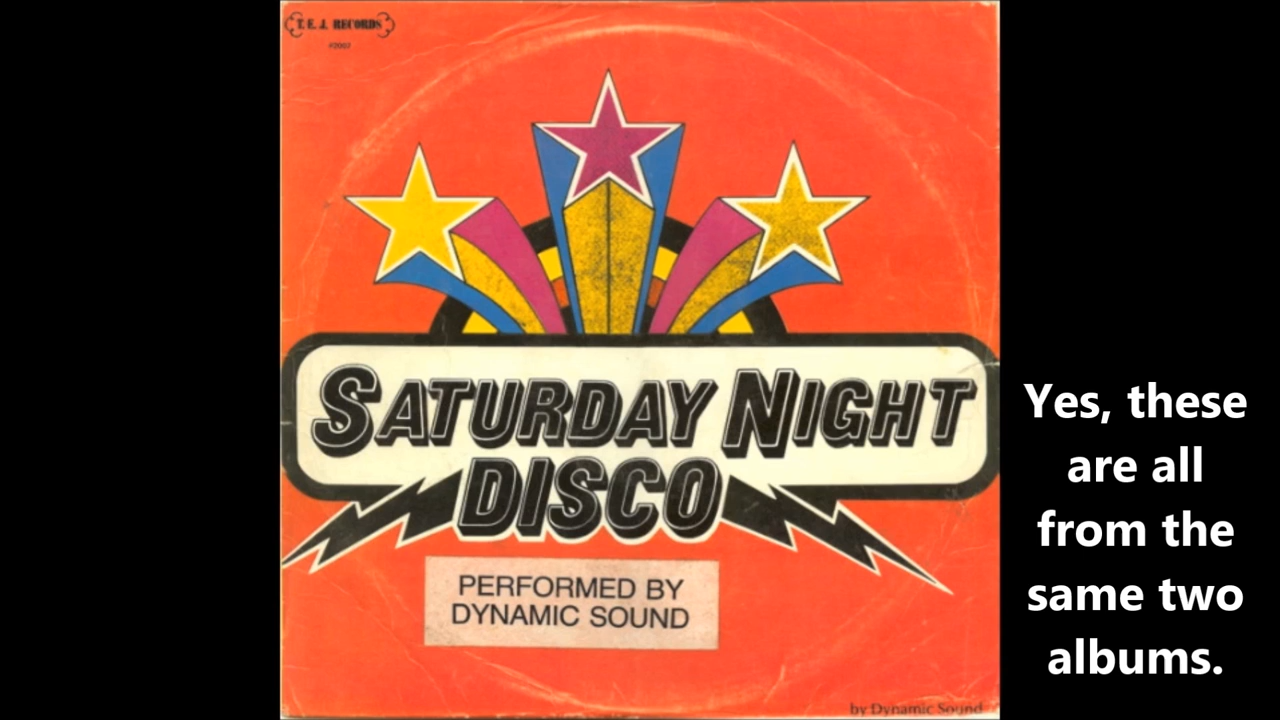 T. E. J. RECORDS
#2007
SATURDAY NIGHT
DISCO
PERFORMED BY
DYNAMIC SOUND
by Dynamic Sound
Yes, these
are all
from the
same two
albums.